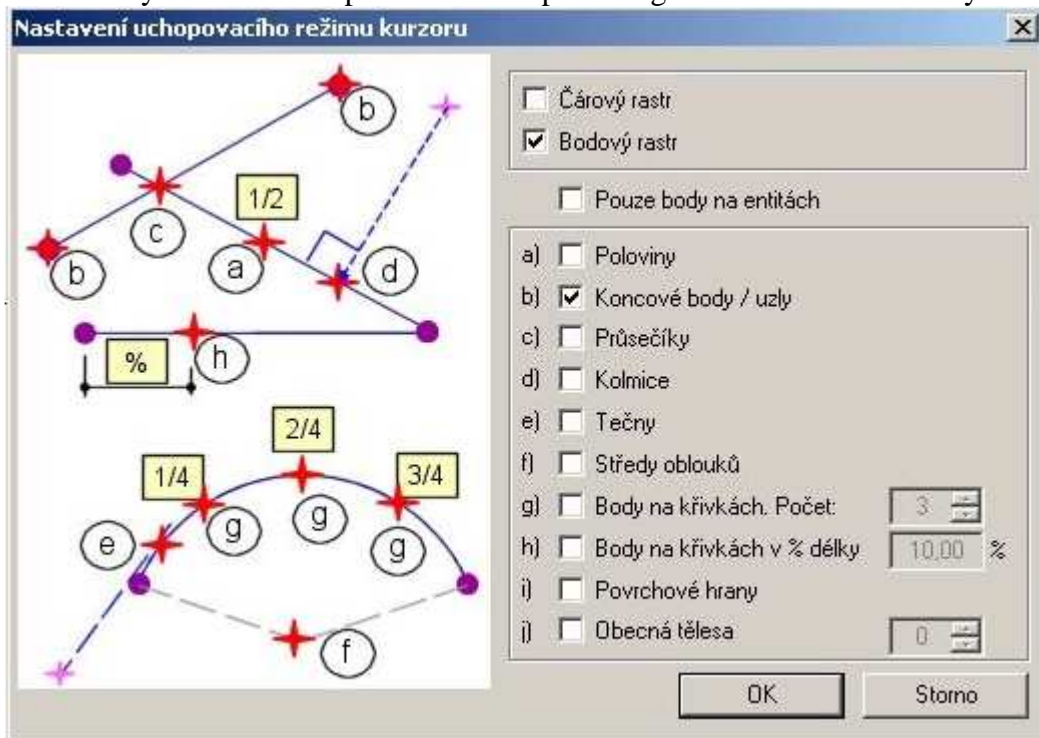 Nastavení uchopovacího režimu kurzoru
b
1/2
c
a
d
b
%
h
2/4
1/4
3/4
g
g
e
g
f
Čárový rastr
Bodový rastr
Pouze body na entitách
a) Poloviny
b) Koncové body / uzly
c) Průsečíky
d) Kolmice
e) Tečny
f) Středy oblouků
g) Body na křivkách. Počet: 3
h) Body na křivkách v % délky 10,00 %
i) Povrchové hrany
j) Obecná tělesa 0
OK Storno